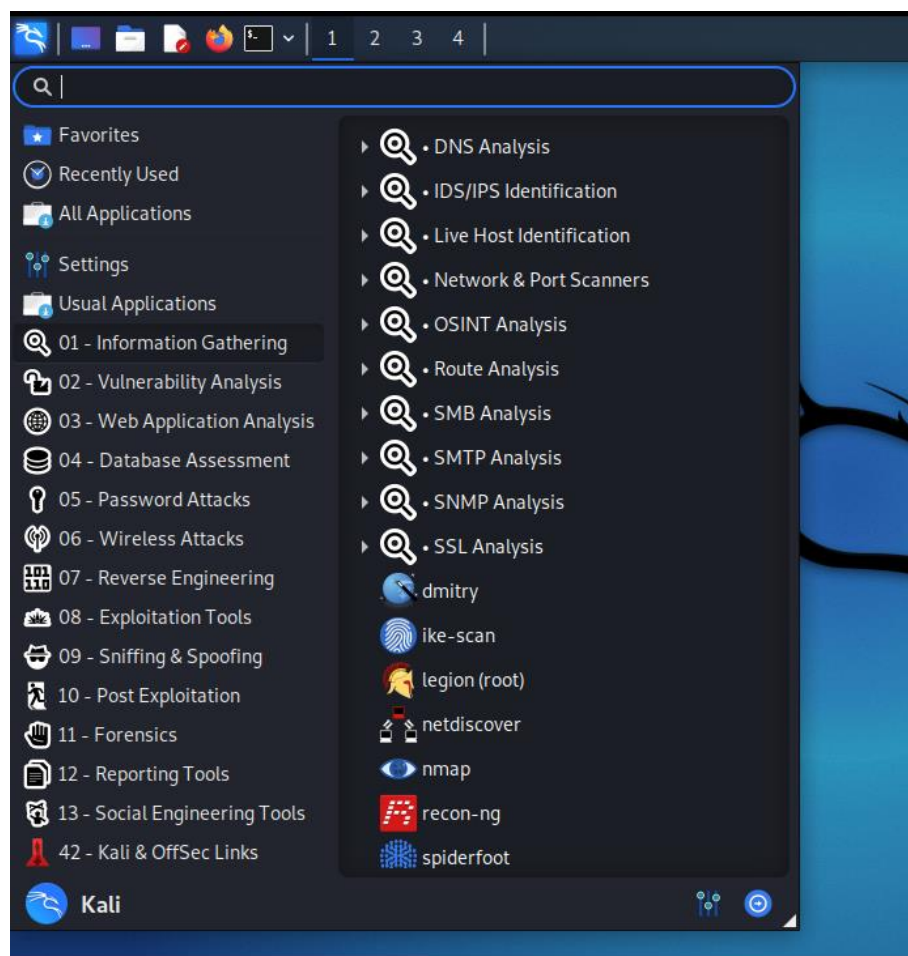 1 2 3 4
Favorites
Recently Used
All Applications
Settings
Usual Applications
01 - Information Gathering
02 - Vulnerability Analysis
03 - Web Application Analysis
04 - Database Assessment
05 - Password Attacks
06 - Wireless Attacks
07 - Reverse Engineering
08 - Exploitation Tools
09 - Sniffing & Spoofing
10 - Post Exploitation
11 - Forensics
12 - Reporting Tools
13 - Social Engineering Tools
42 - Kali & OffSec Links
• DNS Analysis
• IDS/IPS Identification
• Live Host Identification
• Network & Port Scanners
• OSINT Analysis
• Route Analysis
• SMB Analysis
• SMTP Analysis
• SNMP Analysis
• SSL Analysis
dmitry
ike-scan
legion (root)
netdiscover
nmap
recon-ng
spiderfoot
Kali